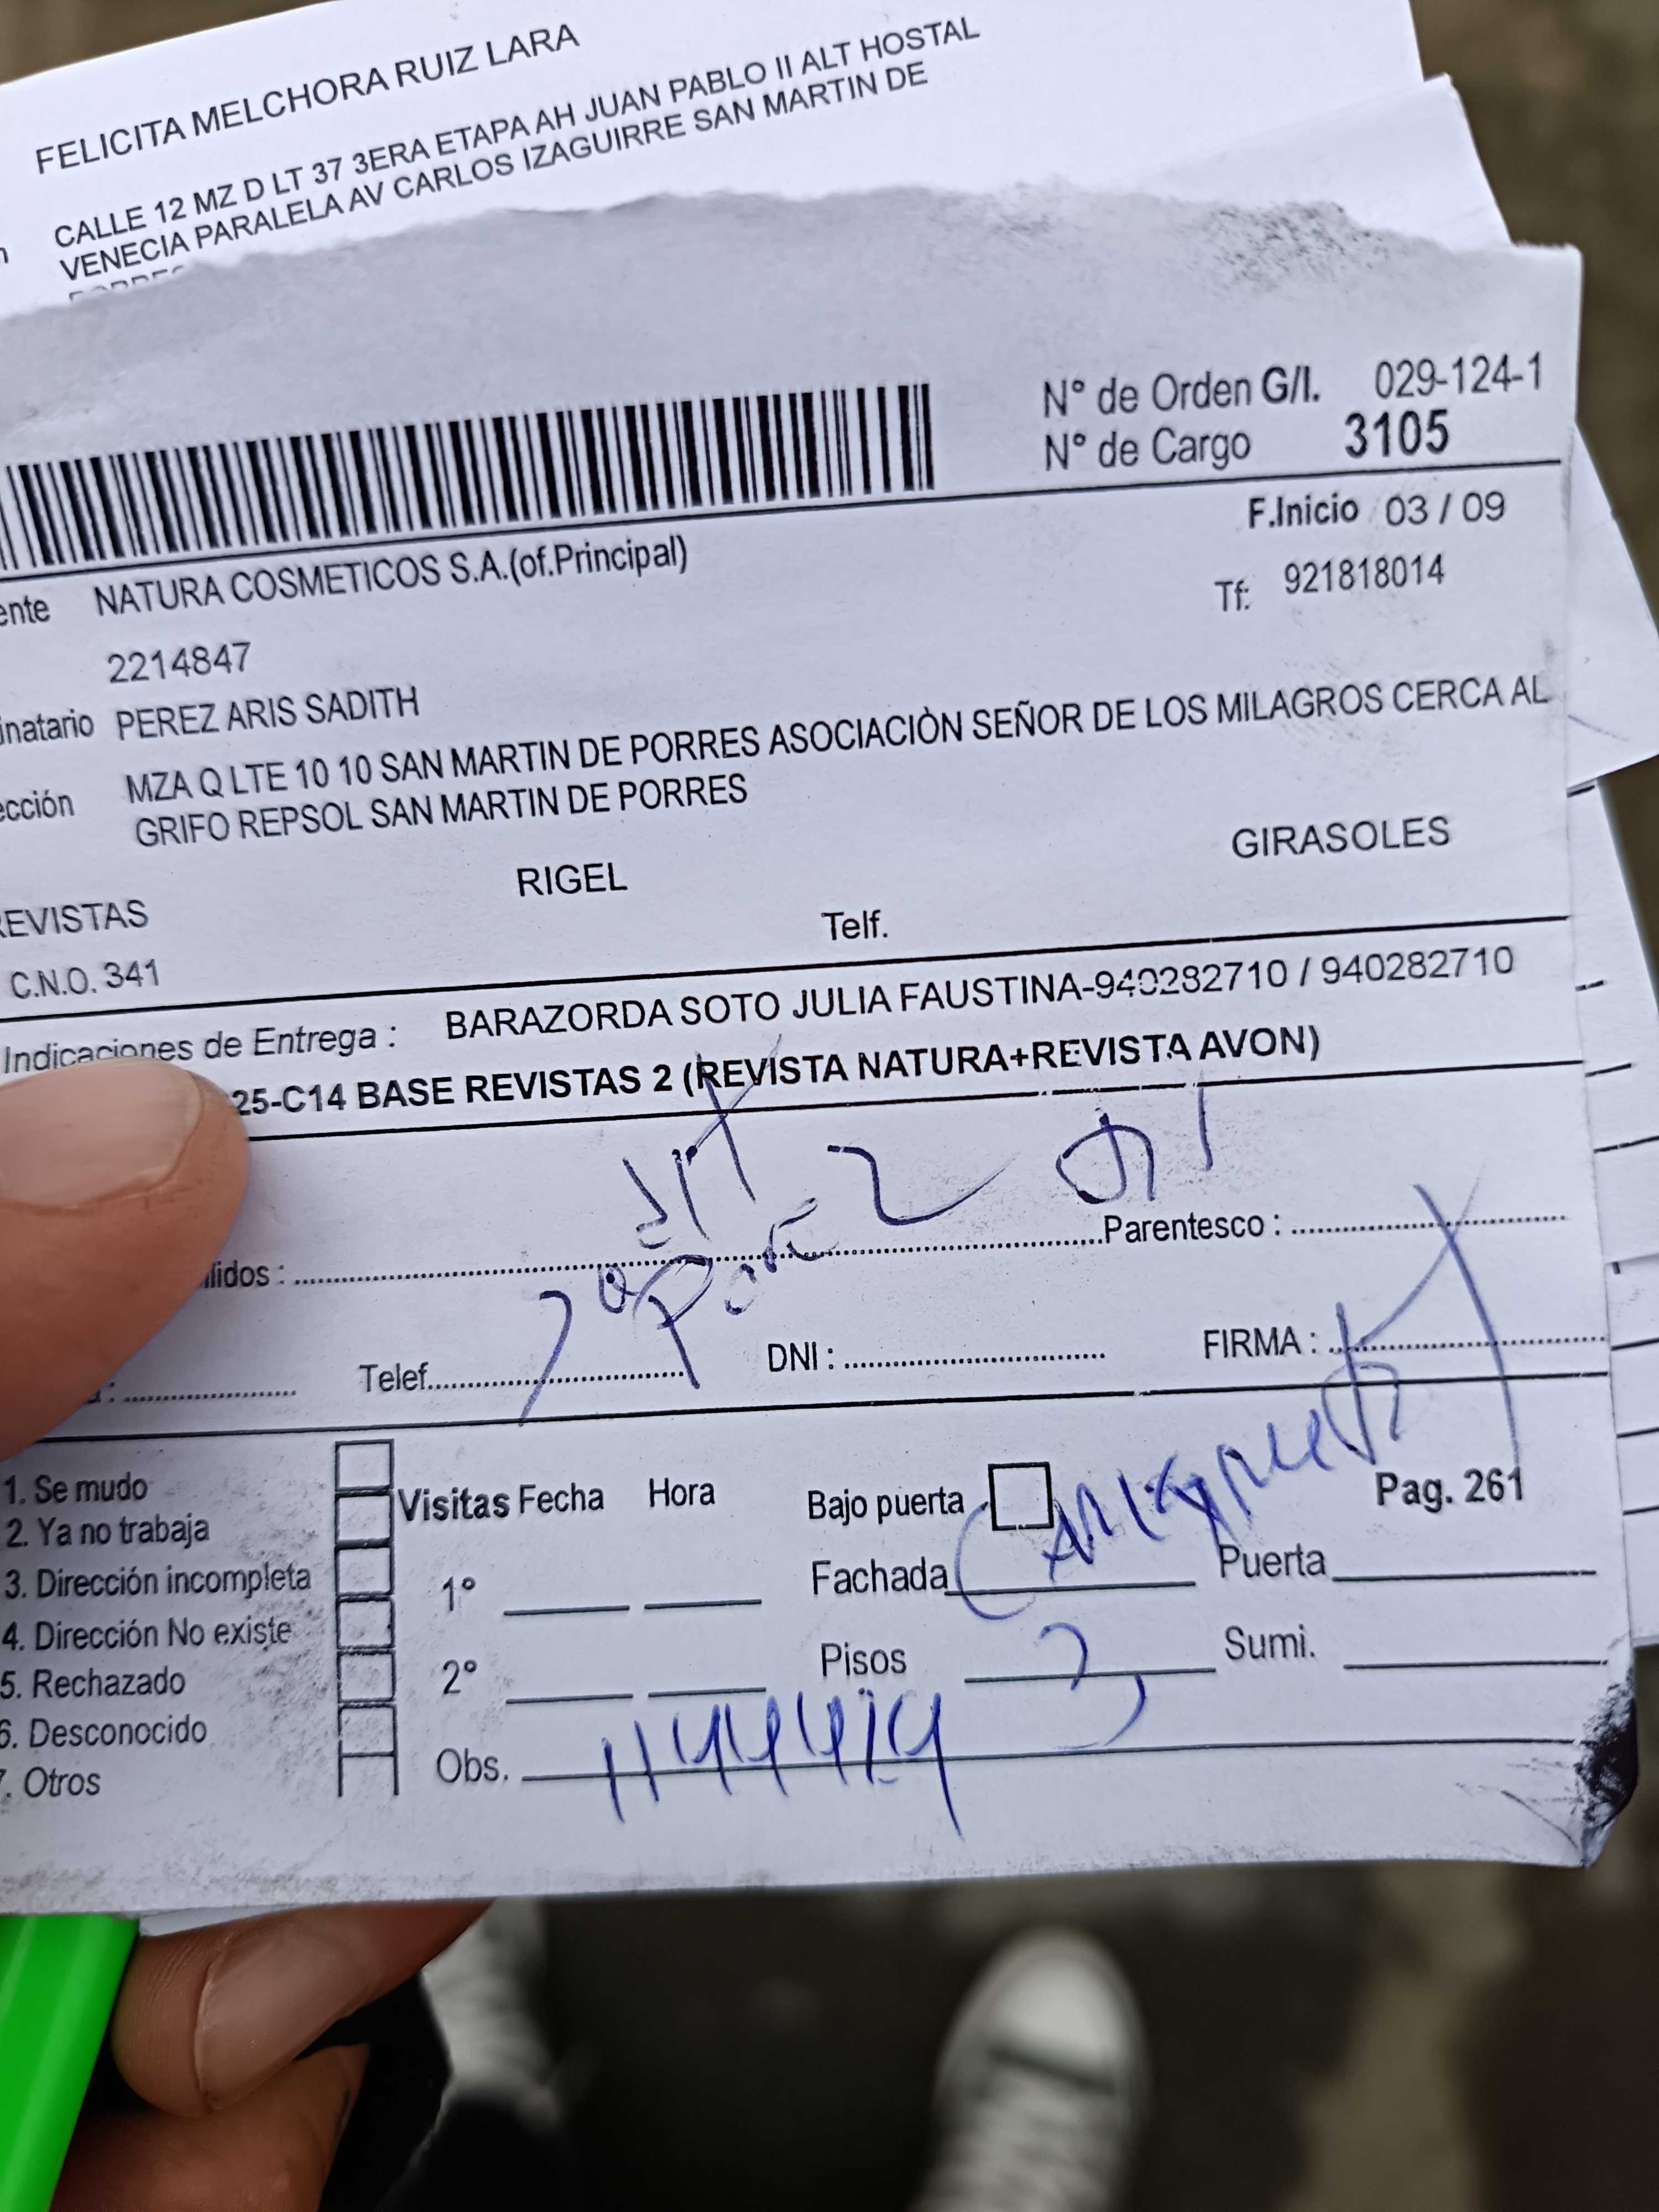 FELICITA MELCHORA RUIZ LARA
CALLE 12 MZ D LT 37 3ERA ETAPA AH JUAN PABLO II ALT HOSTAL
VENECIA PARALELA AV CARLOS IZAGUIRRE SAN MARTIN DE
N° de Orden G/I. 029-124-1
N° de Cargo 3105
F.Inicio 03 / 09
ente NATURA COSMETICOS S.A.(of.Principal)
Tf: 921818014
2214847
inatario PEREZ ARIS SADITH
ección MZA Q LTE 10 10 SAN MARTIN DE PORRES ASOCIACIÒN SEÑOR DE LOS MILAGROS CERCA AL
GRIFO REPSOL SAN MARTIN DE PORRES
REVISTAS RIGEL GIRASOLES
C.N.O. 341 Telf.
Indicaciones de Entrega : BARAZORDA SOTO JULIA FAUSTINA-940282710 / 940282710
25-C14 BASE REVISTAS 2 (REVISTA NATURA+REVISTA AVON)
llidos : Parentesco :
Telef. DNI : FIRMA :
1. Se mudo
2. Ya no trabaja
3. Dirección incompleta
4. Dirección No existe
5. Rechazado
6. Desconocido
7. Otros
Visitas Fecha Hora
1°
2°
Bajo puerta Pag. 261
Fachada Puerta
Pisos Sumi.
Obs.